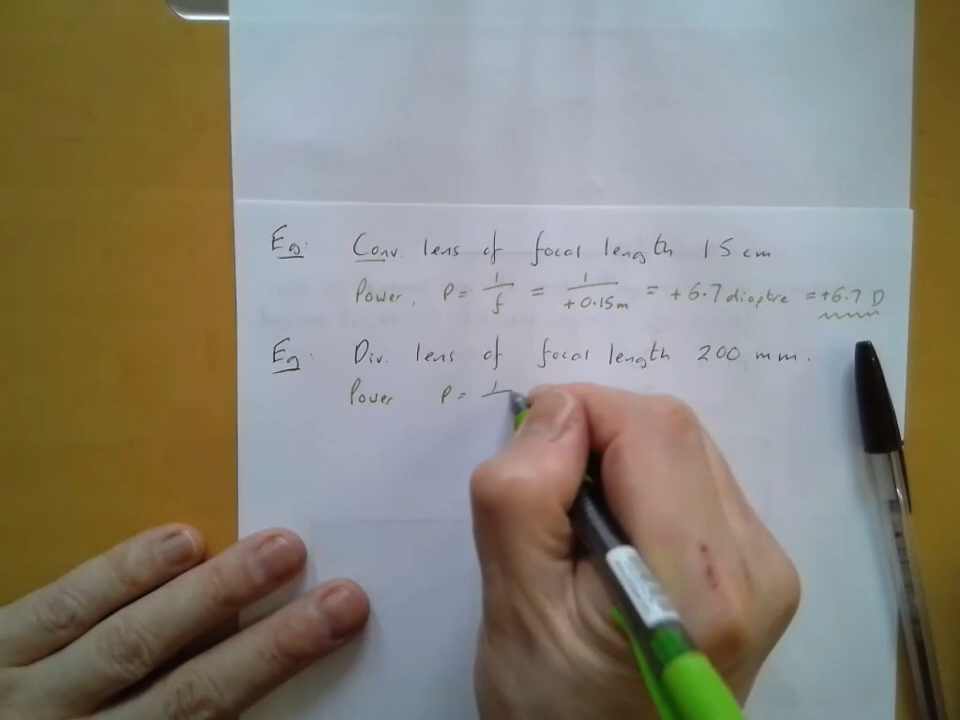 Eg: Conv. lens of focal length 15 cm
Power, P = 1/f = 1/+0.15m = +6.7 dioptre = +6.7 D
Eg: Div. lens of focal length 200 mm.
Power P = 1